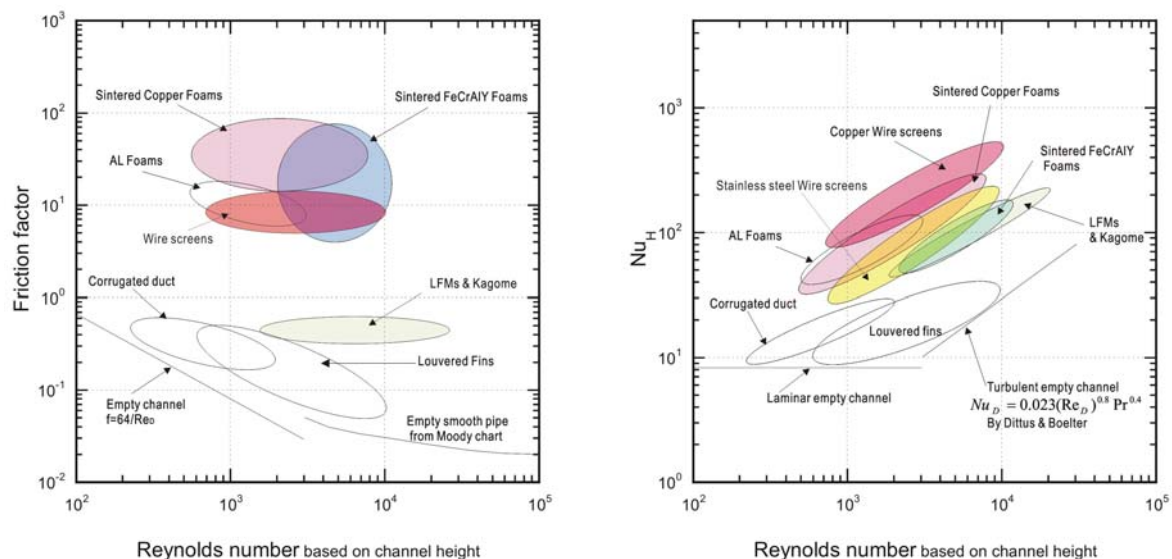 10³
10²
10¹
10⁰
10⁻¹
10⁻²
Friction factor
Sintered Copper Foams
Sintered FeCrAlY Foams
AL Foams
Wire screens
Corrugated duct
LFMs & Kagome
Louvered Fins
Empty channel
f=64/ReD
Empty smooth pipe
from Moody chart
10²
10³
10⁴
10⁵
Reynolds number based on channel height
10³
10²
10¹
10⁰
NuH
Sintered Copper Foams
Copper Wire screens
Sintered FeCrAlY
Foams
Stainless steel Wire screens
LFMs
& Kagome
AL Foams
Corrugated duct
Louvered fins
Laminar empty channel
Turbulent empty channel
Nu_D = 0.023(Re_D)^0.8 Pr^0.4
By Dittus & Boelter
10²
10³
10⁴
10⁵
Reynolds number based on channel height